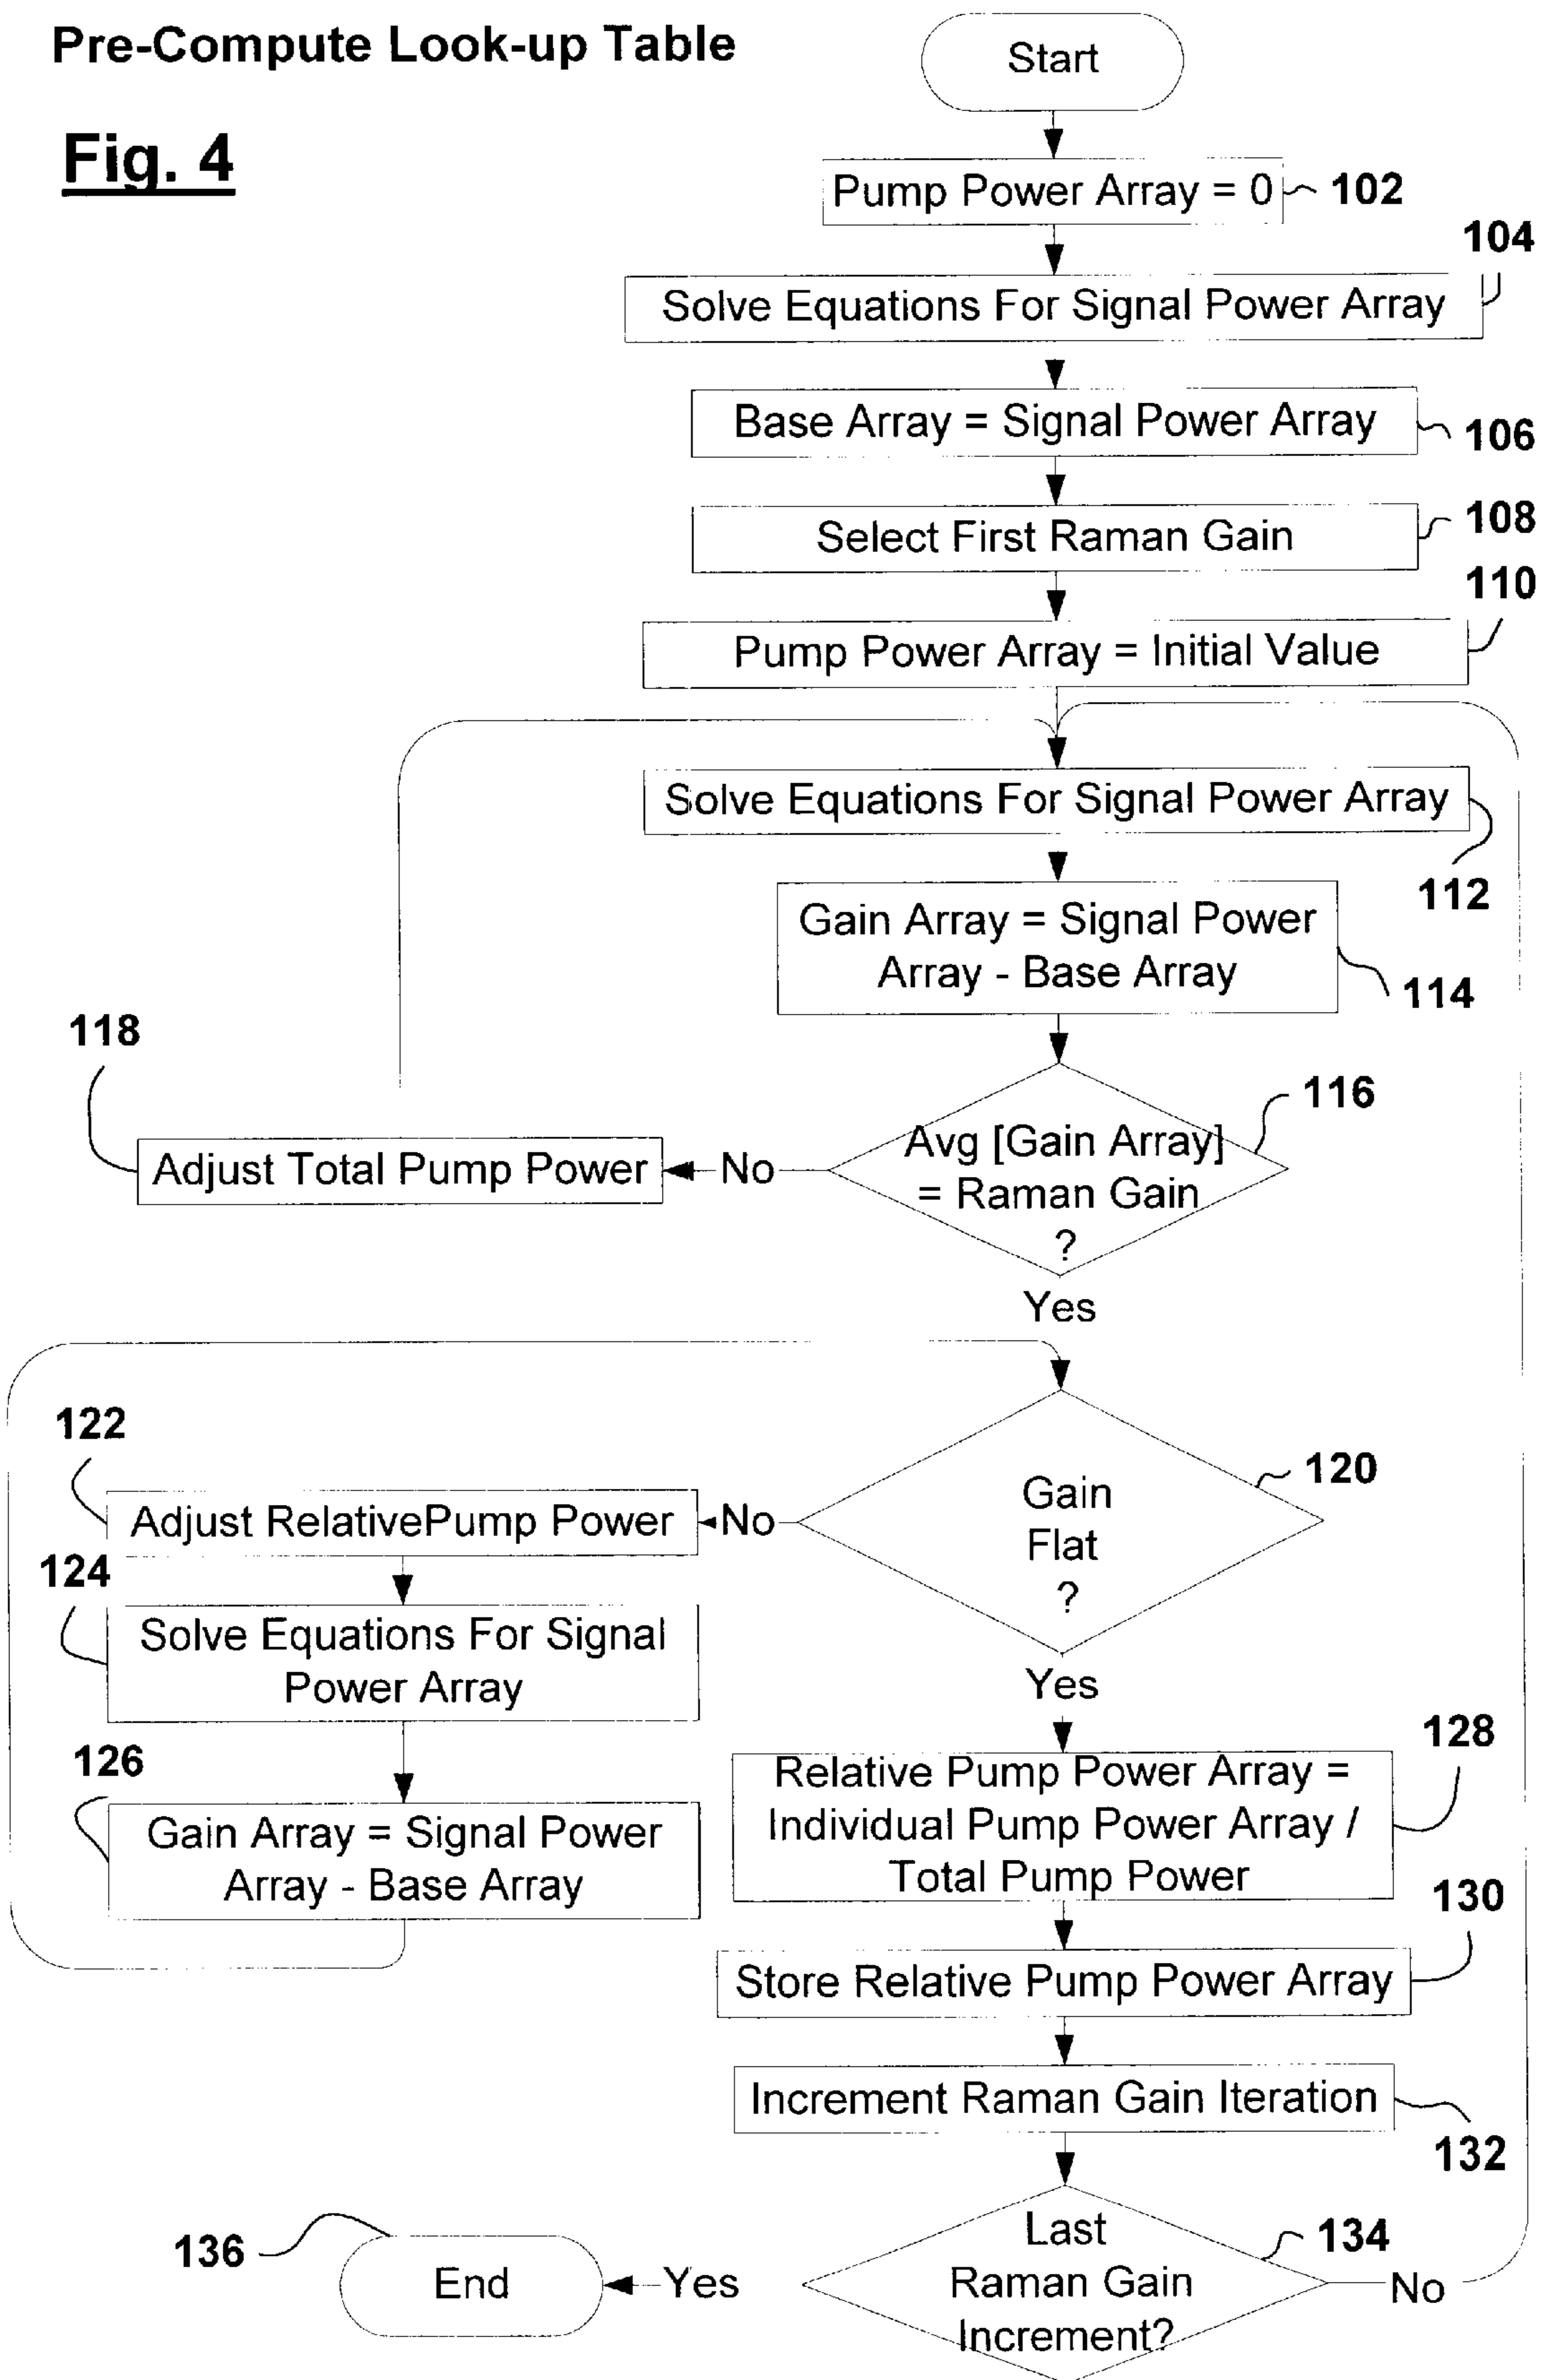 Pre-Compute Look-up Table
Fig. 4
Start
Pump Power Array = 0
102
104
Solve Equations For Signal Power Array
Base Array = Signal Power Array
106
Select First Raman Gain
108
110
Pump Power Array = Initial Value
Solve Equations For Signal Power Array
112
Gain Array = Signal Power
Array - Base Array
114
118
Adjust Total Pump Power
No
Avg [Gain Array]
= Raman Gain
?
116
Yes
122
Adjust RelativePump Power
No
Gain
Flat
?
120
124
Solve Equations For Signal
Power Array
Yes
126
Gain Array = Signal Power
Array - Base Array
128
Relative Pump Power Array =
Individual Pump Power Array /
Total Pump Power
130
Store Relative Pump Power Array
Increment Raman Gain Iteration
132
136
End
Yes
Last
Raman Gain
Increment?
134
No